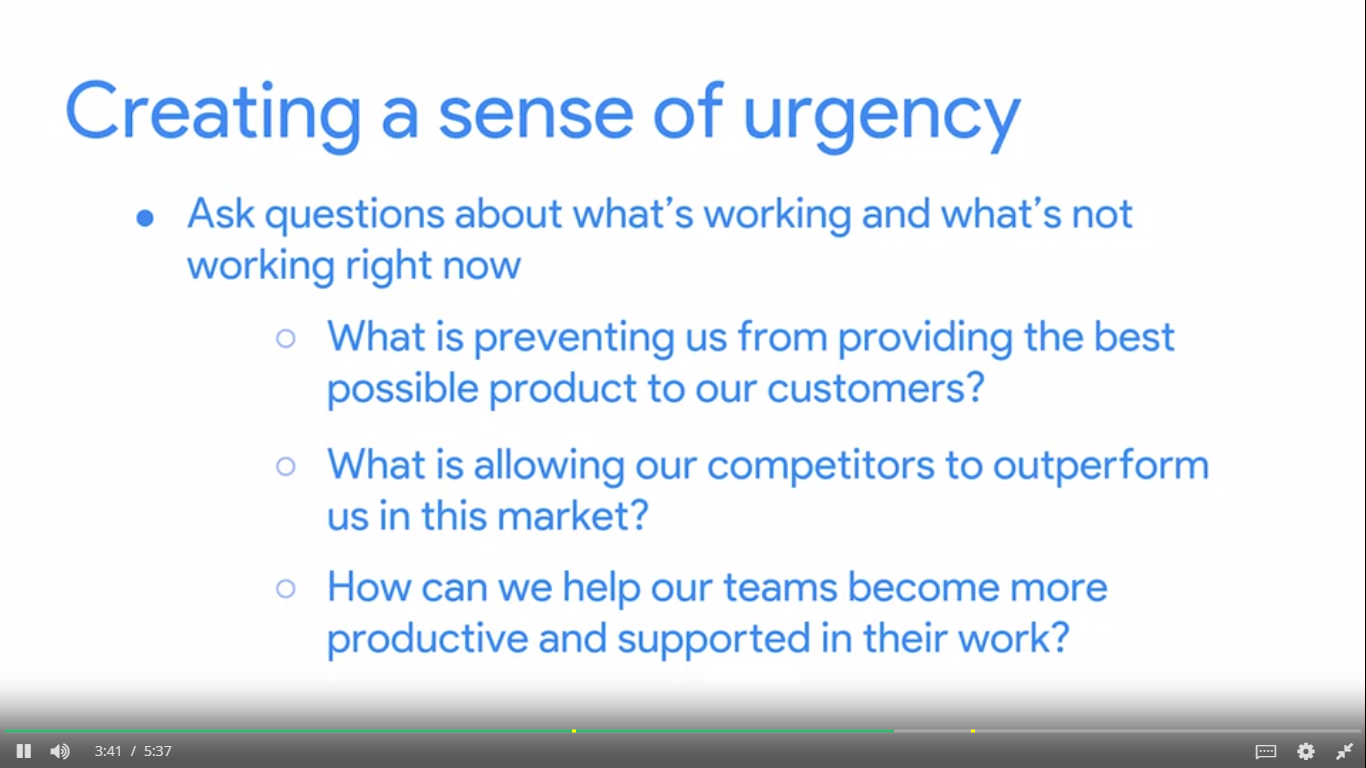 Creating a sense of urgency
● Ask questions about what’s working and what’s not
working right now
○ What is preventing us from providing the best
possible product to our customers?
○ What is allowing our competitors to outperform
us in this market?
○ How can we help our teams become more
productive and supported in their work?
3:41 / 5:37